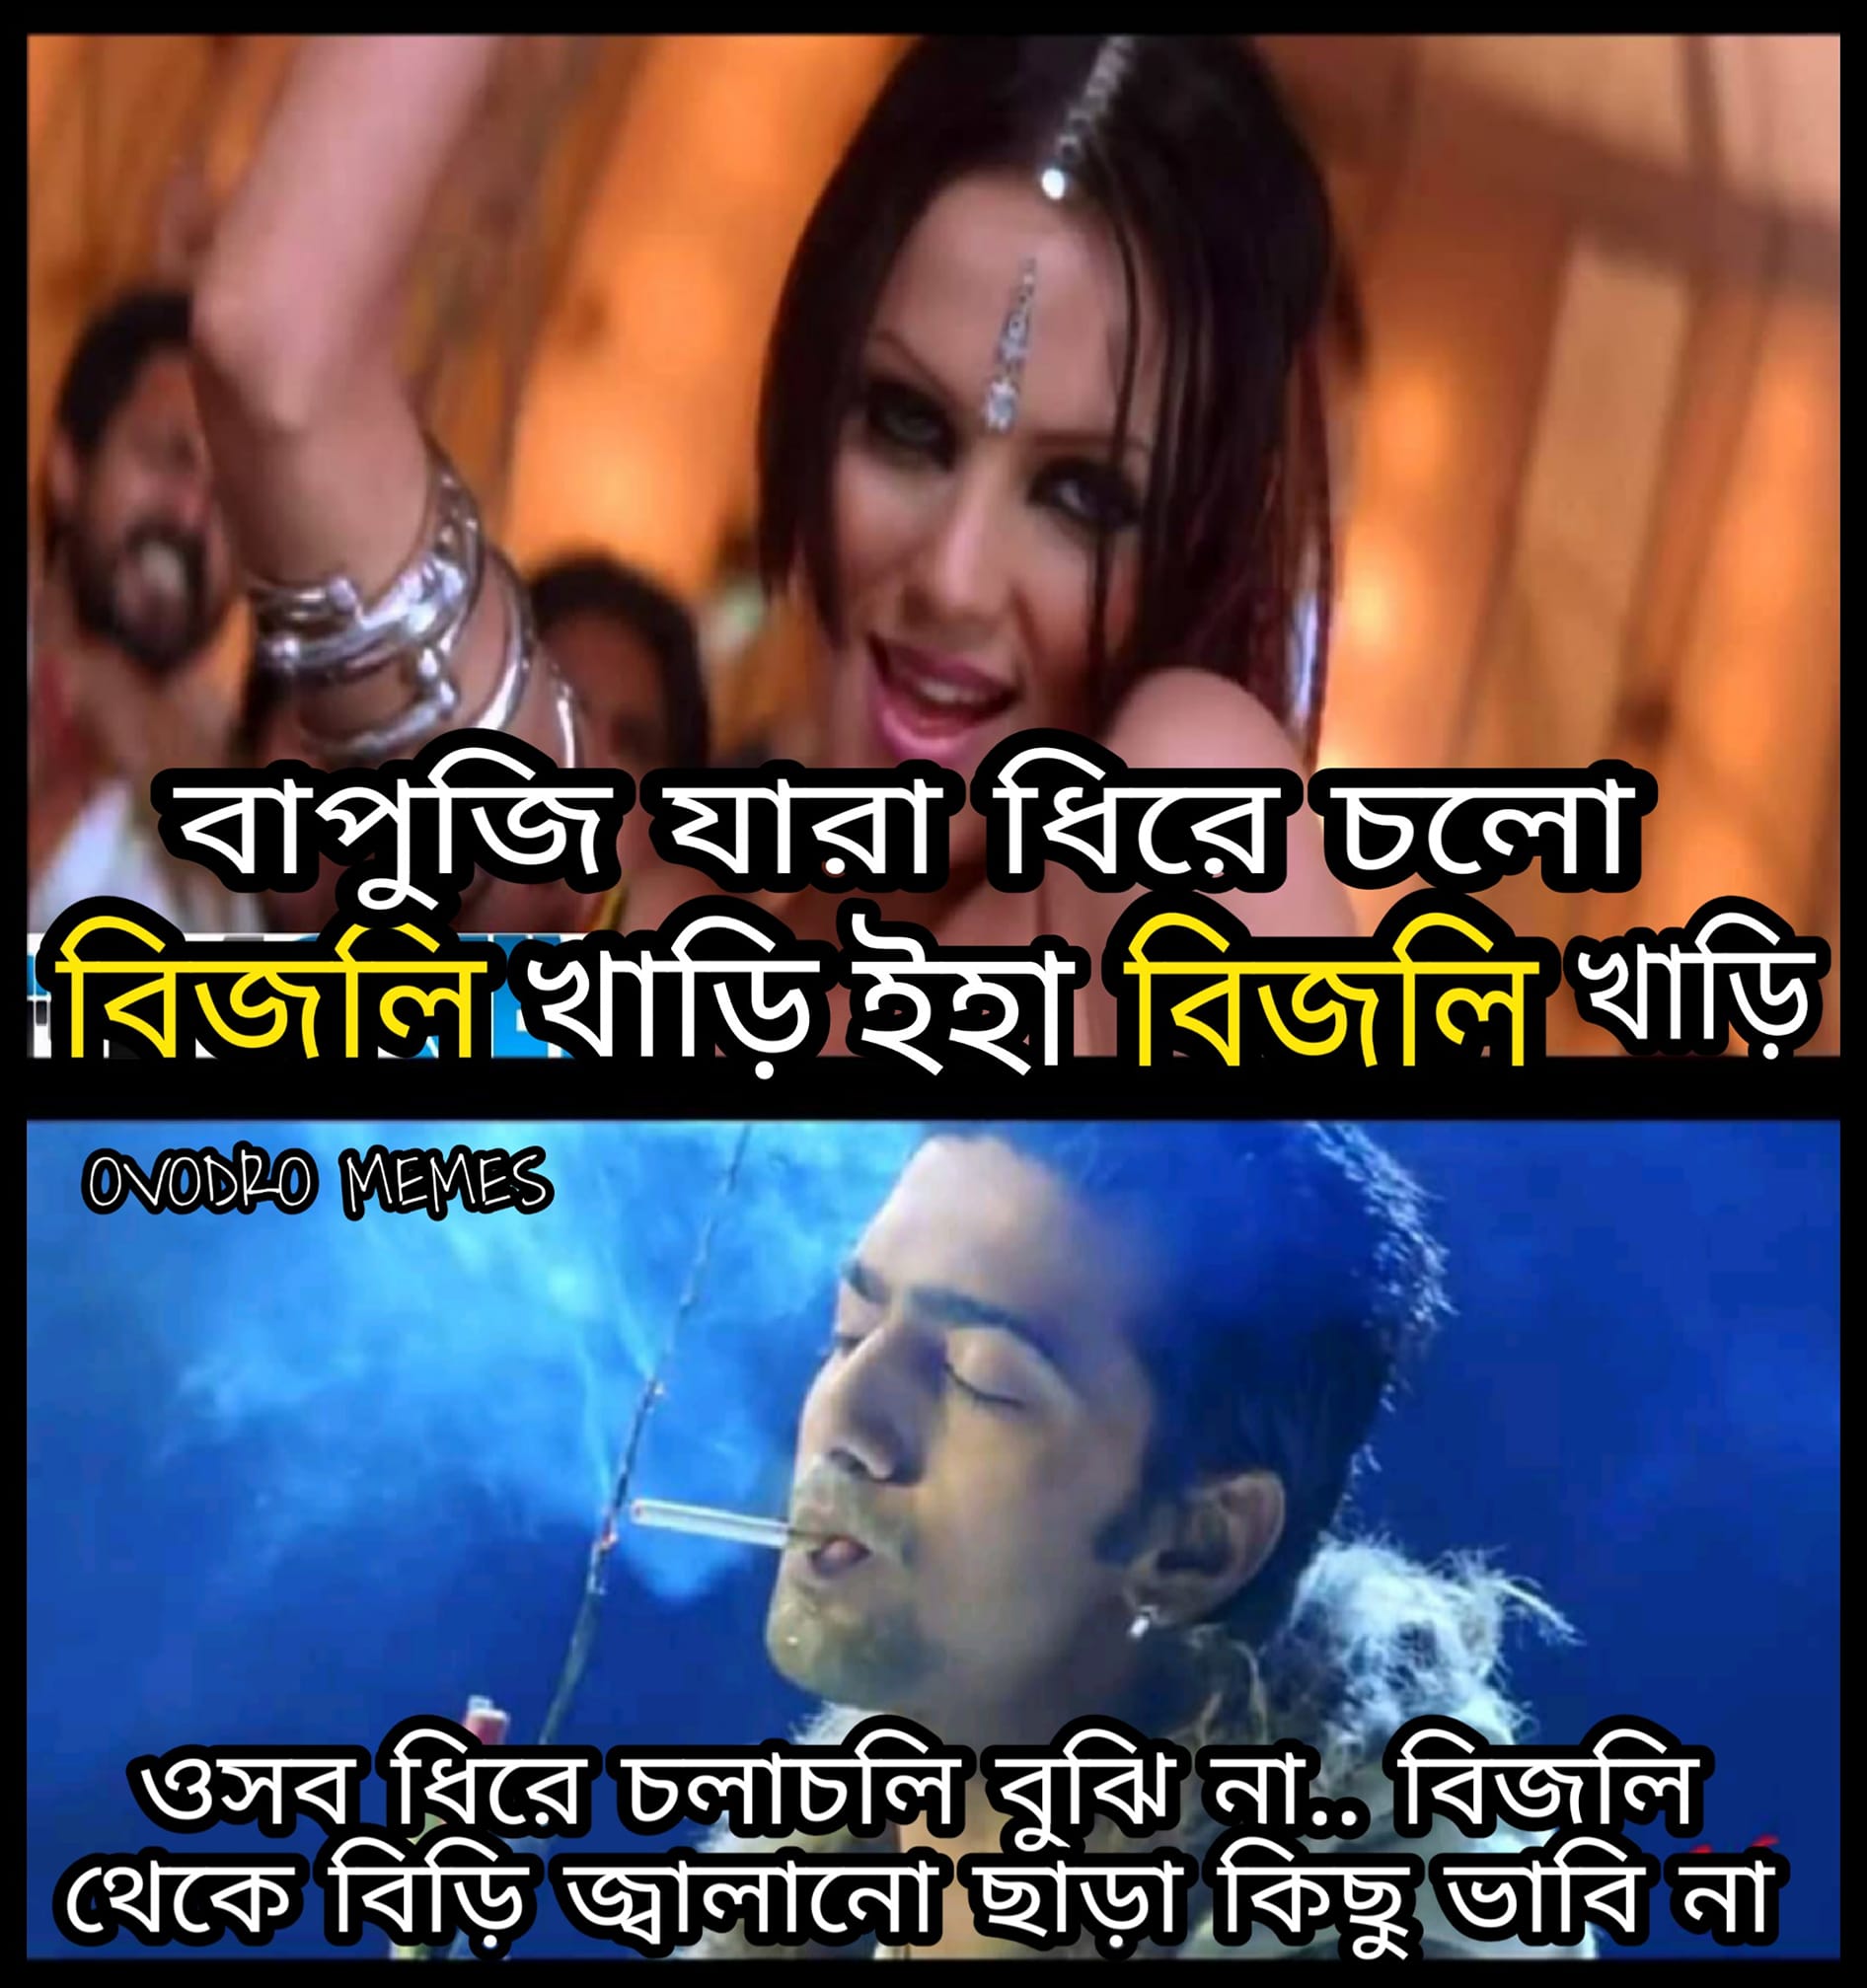 বাপুজি যারা ধিরে চলো
বিজলি খাড়ি ইহা বিজলি খাড়ি
OVODRO MEMES
ওসব ধিরে চলাচলি বুঝি না.. বিজলি
থেকে বিড়ি জ্বালানো ছাড়া কিছু ভাবি না